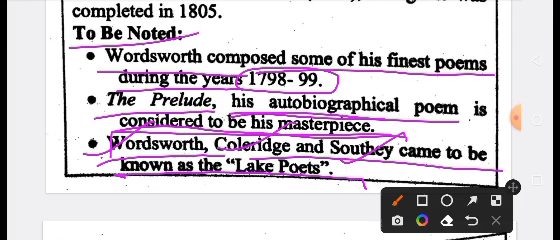 completed in 1805.
To Be Noted:
• Wordsworth composed some of his finest poems
during the years 1798- 99.
• The Prelude, his autobiographical poem is
considered to be his masterpiece.
• Wordsworth, Coleridge and Southey came to be
known as the “Lake Poets”.